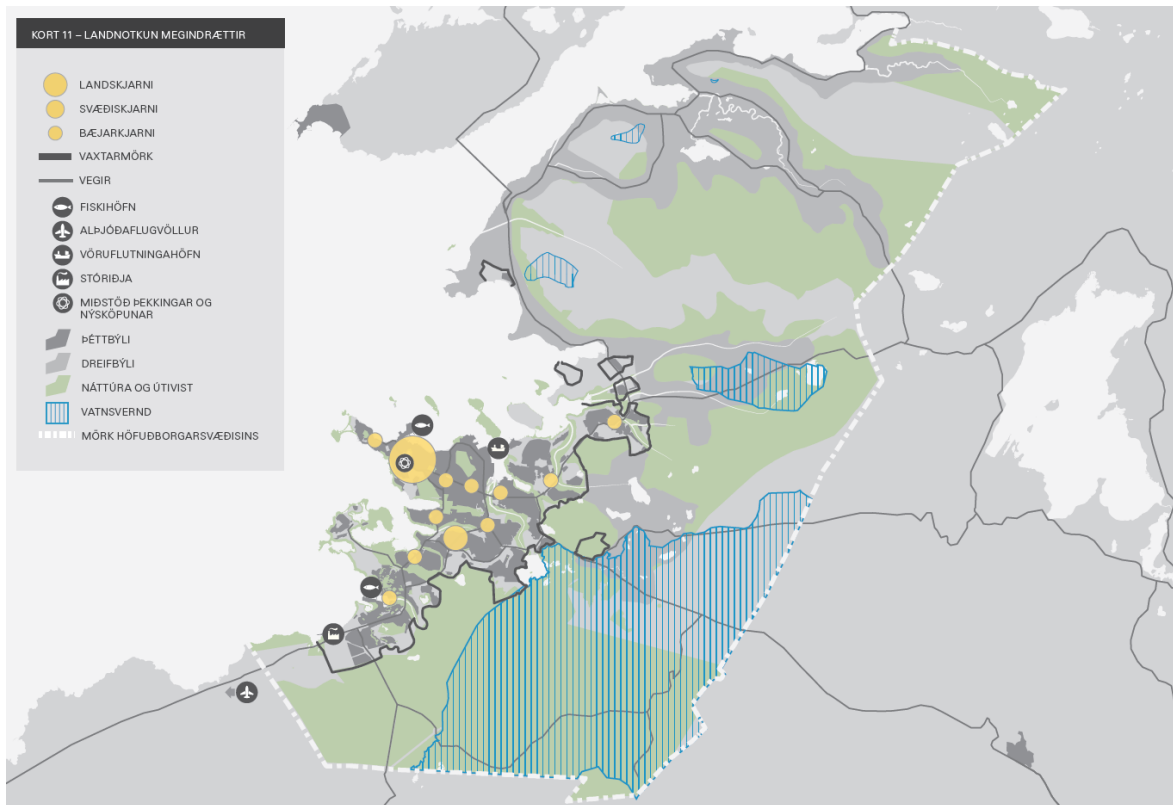 KORT 11 – LANDNOTKUN MEGINDRÆTTIR
LANDSKJARNI
SVÆÐISKJARNI
BÆJARKJARNI
VAXTARMÖRK
VEGIR
FISKIHÖFN
ALÞJÓÐAFLUGVÖLLUR
VÖRUFLUTNINGAHÖFN
STÓRIÐJA
MIÐSTÖÐ ÞEKKINGAR OG
NÝSKÖPUNAR
ÞÉTTBÝLI
DREIFBÝLI
NÁTTÚRA OG ÚTIVIST
VATNSVERND
MÖRK HÖFUÐBORGARSVÆÐISINS